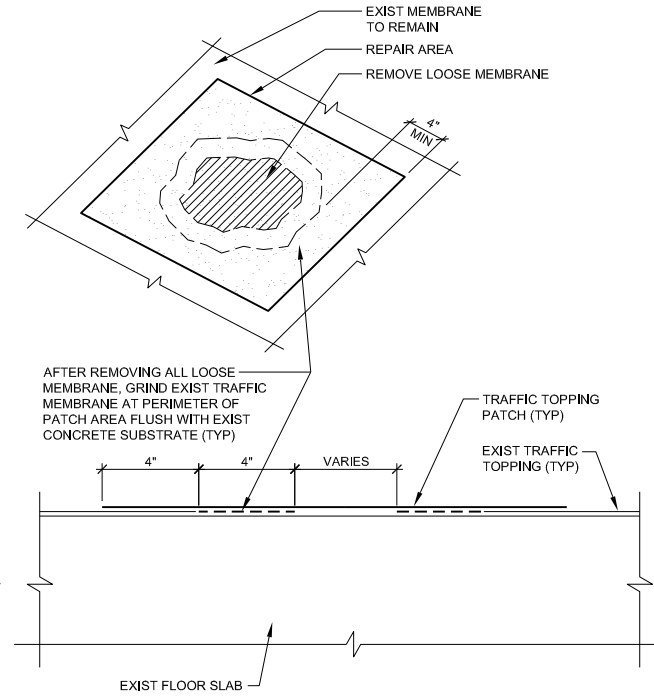 EXIST MEMBRANE
TO REMAIN
REPAIR AREA
REMOVE LOOSE MEMBRANE
4"
MIN
AFTER REMOVING ALL LOOSE
MEMBRANE, GRIND EXIST TRAFFIC
MEMBRANE AT PERIMETER OF
PATCH AREA FLUSH WITH EXIST
CONCRETE SUBSTRATE (TYP)
TRAFFIC TOPPING
PATCH (TYP)
EXIST TRAFFIC
TOPPING (TYP)
4"
4"
VARIES
EXIST FLOOR SLAB